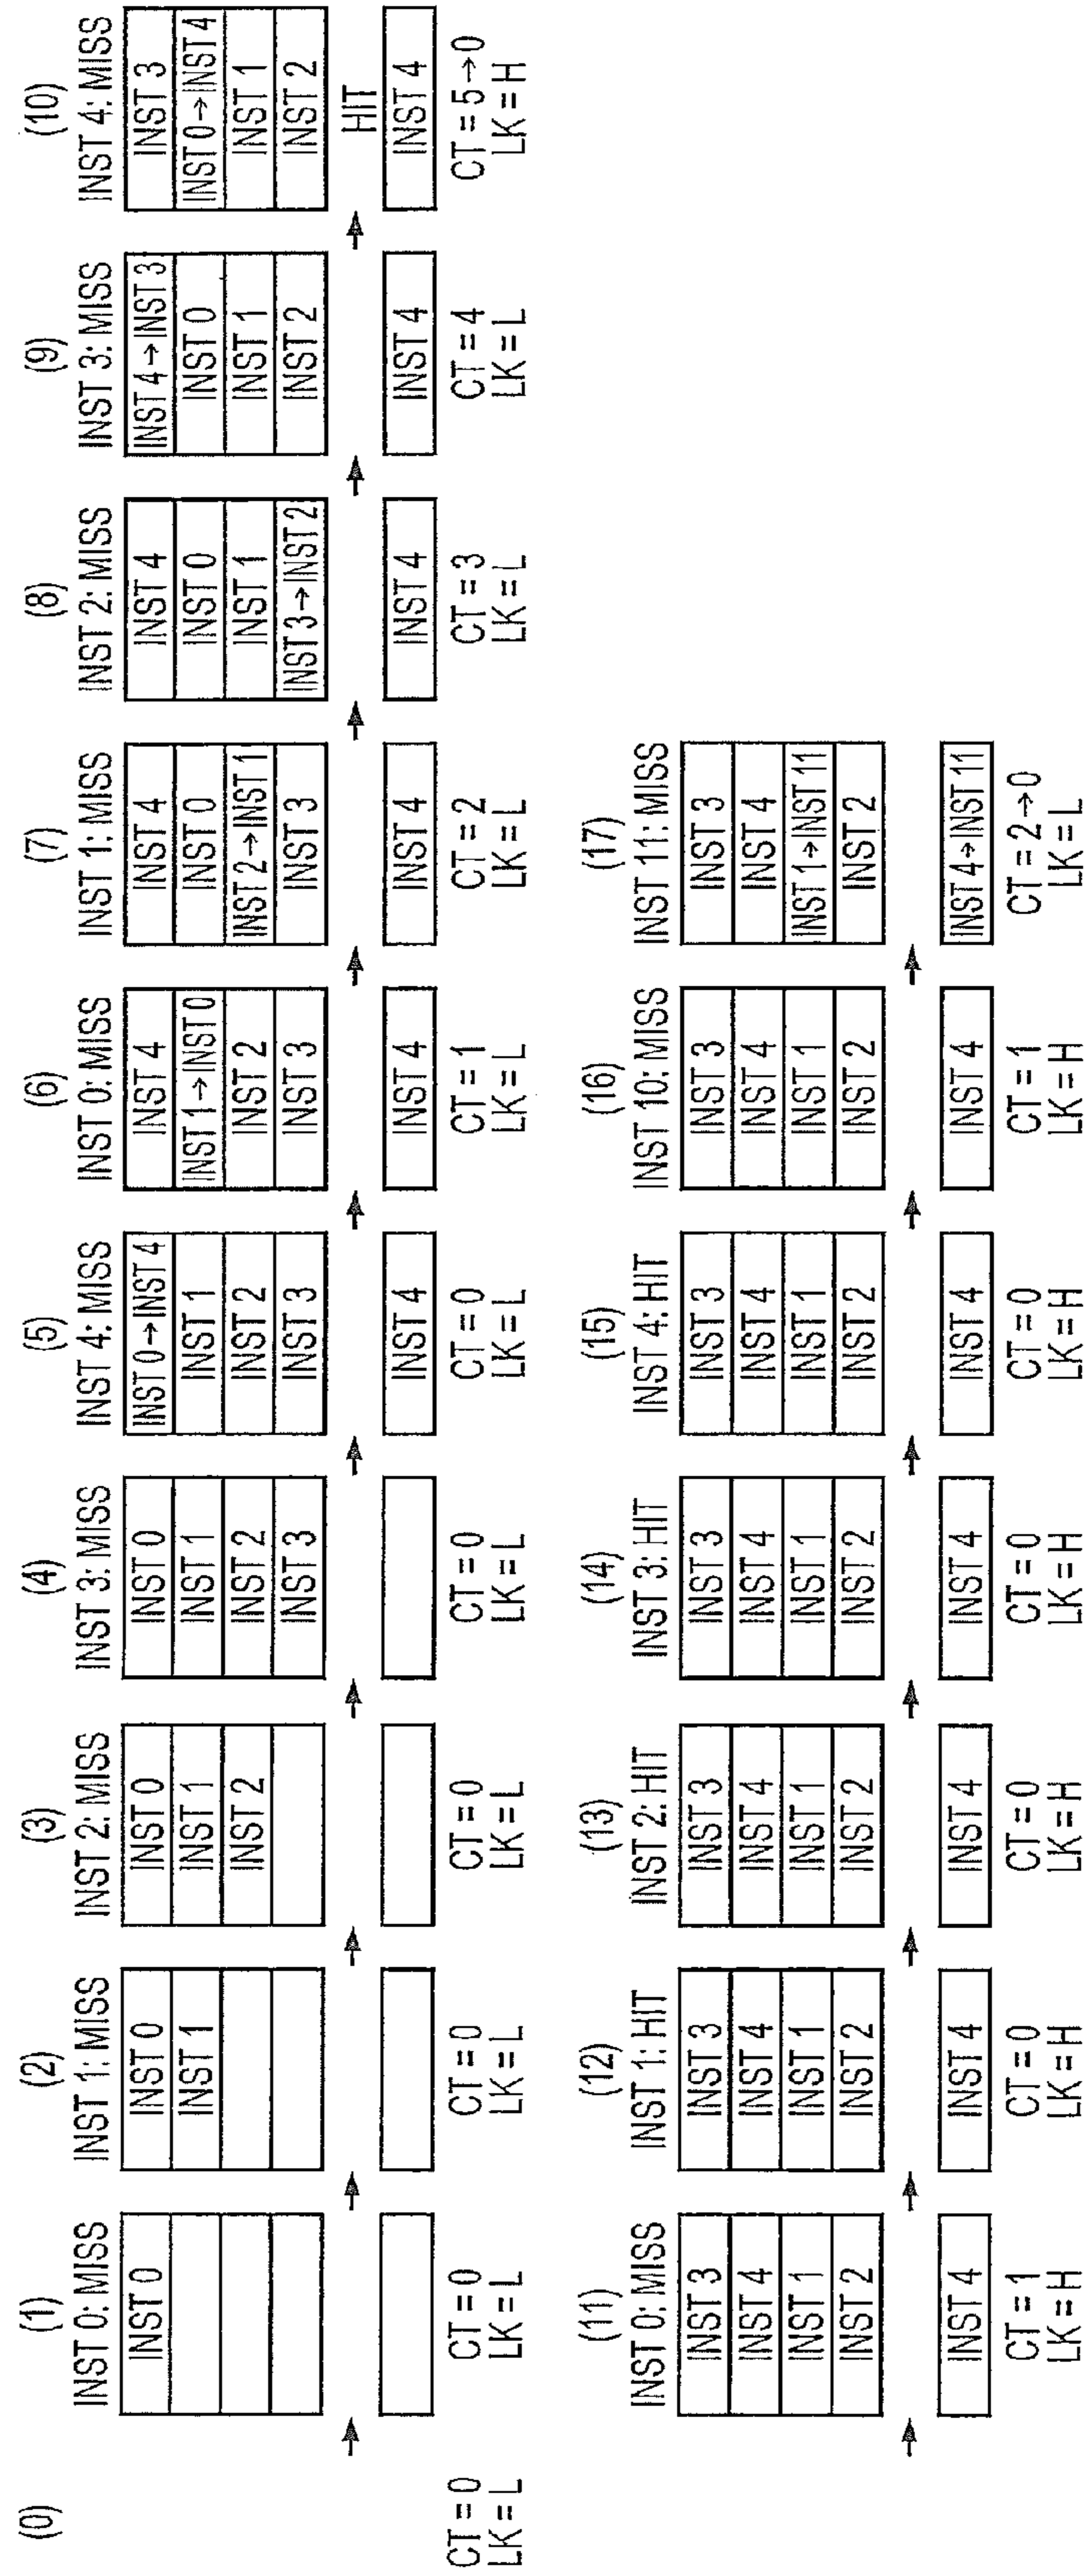 (0)
CT = 0
LK = L
(1)
INST 0: MISS
INST 0
CT = 0
LK = L
(2)
INST 1: MISS
INST 0
INST 1
CT = 0
LK = L
(3)
INST 2: MISS
INST 0
INST 1
INST 2
CT = 0
LK = L
(4)
INST 3: MISS
INST 0
INST 1
INST 2
INST 3
CT = 0
LK = L
(5)
INST 4: MISS
INST 0 → INST 4
INST 1
INST 2
INST 3
INST 4
CT = 0
LK = L
(6)
INST 0: MISS
INST 4
INST 1 → INST 0
INST 2
INST 3
INST 4
CT = 1
LK = L
(7)
INST 1: MISS
INST 4
INST 0
INST 2 → INST 1
INST 3
INST 4
CT = 2
LK = L
(8)
INST 2: MISS
INST 4
INST 0
INST 1
INST 3 → INST 2
INST 4
CT = 3
LK = L
(9)
INST 3: MISS
INST 4 → INST 3
INST 0
INST 1
INST 2
INST 4
CT = 4
LK = L
(10)
INST 4: MISS
INST 3
INST 0 → INST 4
INST 1
INST 2
HIT
INST 4
CT = 5 → 0
LK = H
(11)
INST 0: MISS
INST 3
INST 4
INST 1
INST 2
INST 4
CT = 1
LK = H
(12)
INST 1: HIT
INST 3
INST 4
INST 1
INST 2
INST 4
CT = 0
LK = H
(13)
INST 2: HIT
INST 3
INST 4
INST 1
INST 2
INST 4
CT = 0
LK = H
(14)
INST 3: HIT
INST 3
INST 4
INST 1
INST 2
INST 4
CT = 0
LK = H
(15)
INST 4: HIT
INST 3
INST 4
INST 1
INST 2
INST 4
CT = 0
LK = H
(16)
INST 10: MISS
INST 3
INST 4
INST 1
INST 2
INST 4
CT = 1
LK = H
(17)
INST 11: MISS
INST 3
INST 4
INST 1 → INST 11
INST 2
INST 4 → INST 11
CT = 2 → 0
LK = L